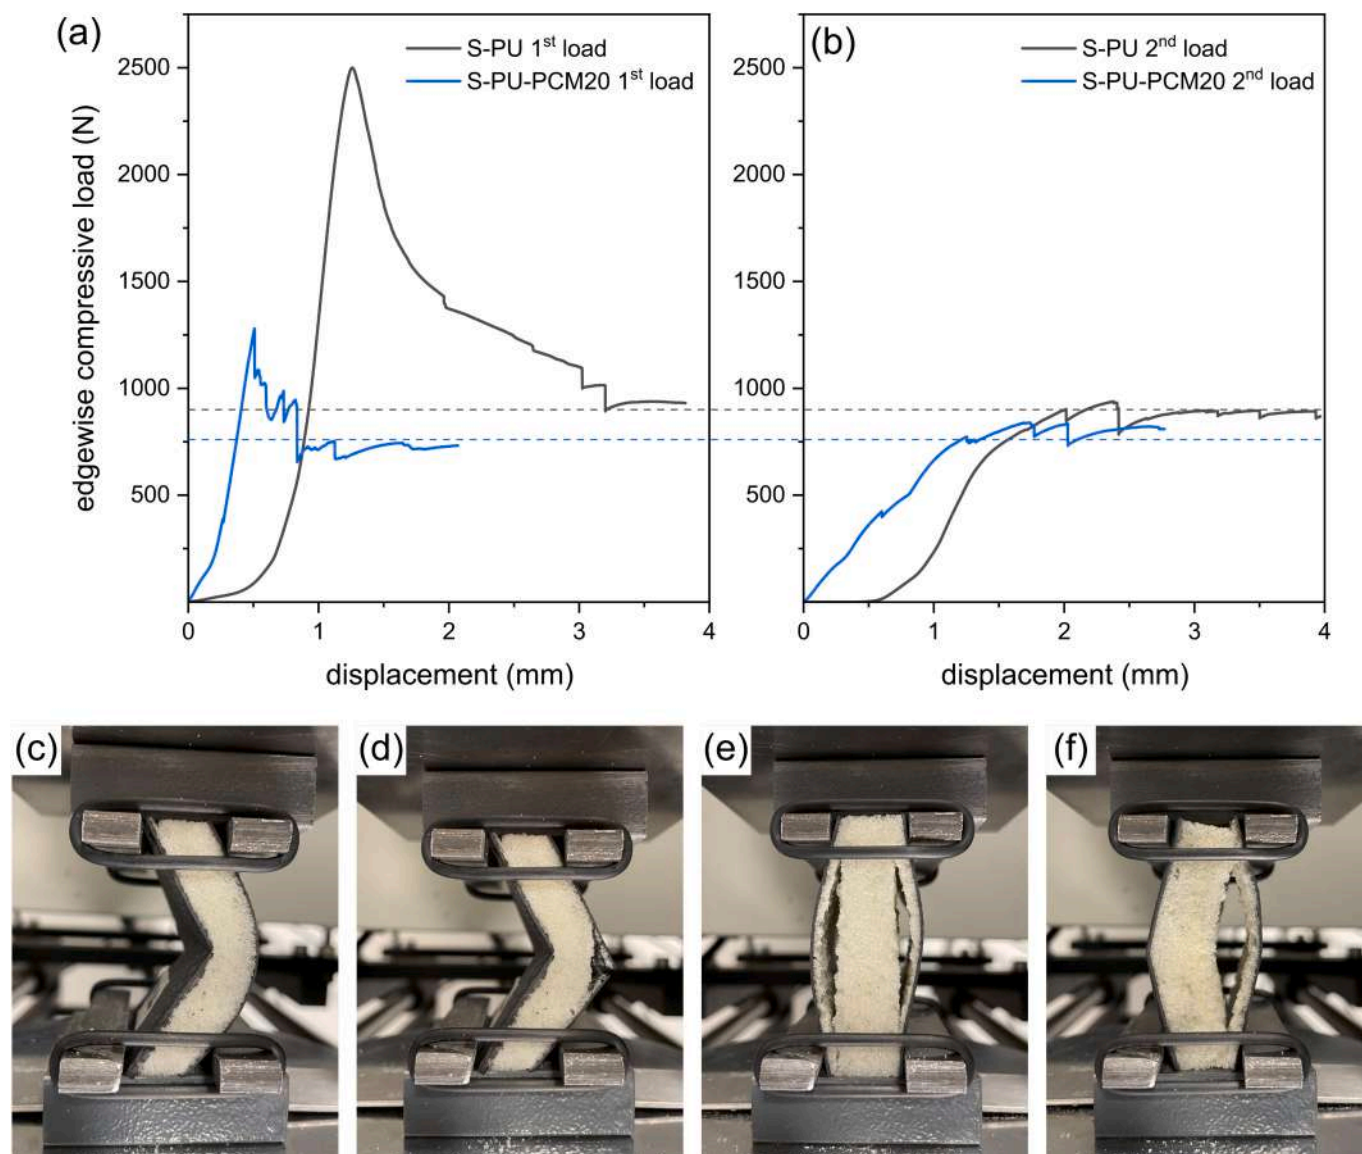 (a)
S-PU 1st load
S-PU-PCM20 1st load
edgewise compressive load (N)
2500
2000
1500
1000
500
0
1
2
3
4
displacement (mm)
(b)
S-PU 2nd load
S-PU-PCM20 2nd load
2500
2000
1500
1000
500
0
1
2
3
4
displacement (mm)
(c)
(d)
(e)
(f)